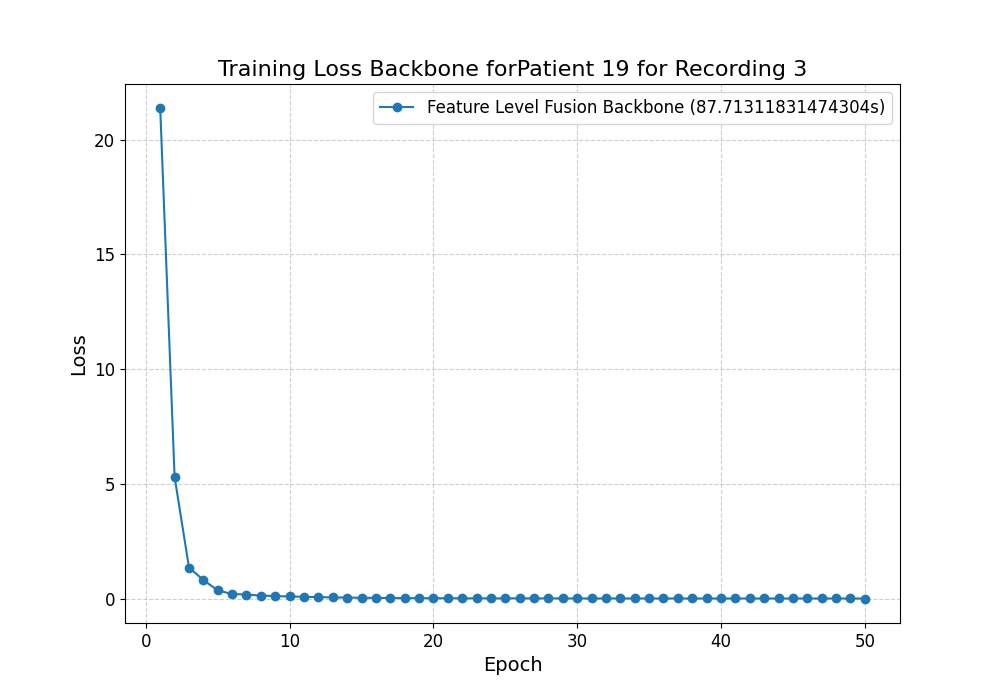 Training Loss Backbone forPatient 19 for Recording 3
Feature Level Fusion Backbone (87.71311831474304s)
20
15
10
5
0
Loss
0 10 20 30 40 50
Epoch